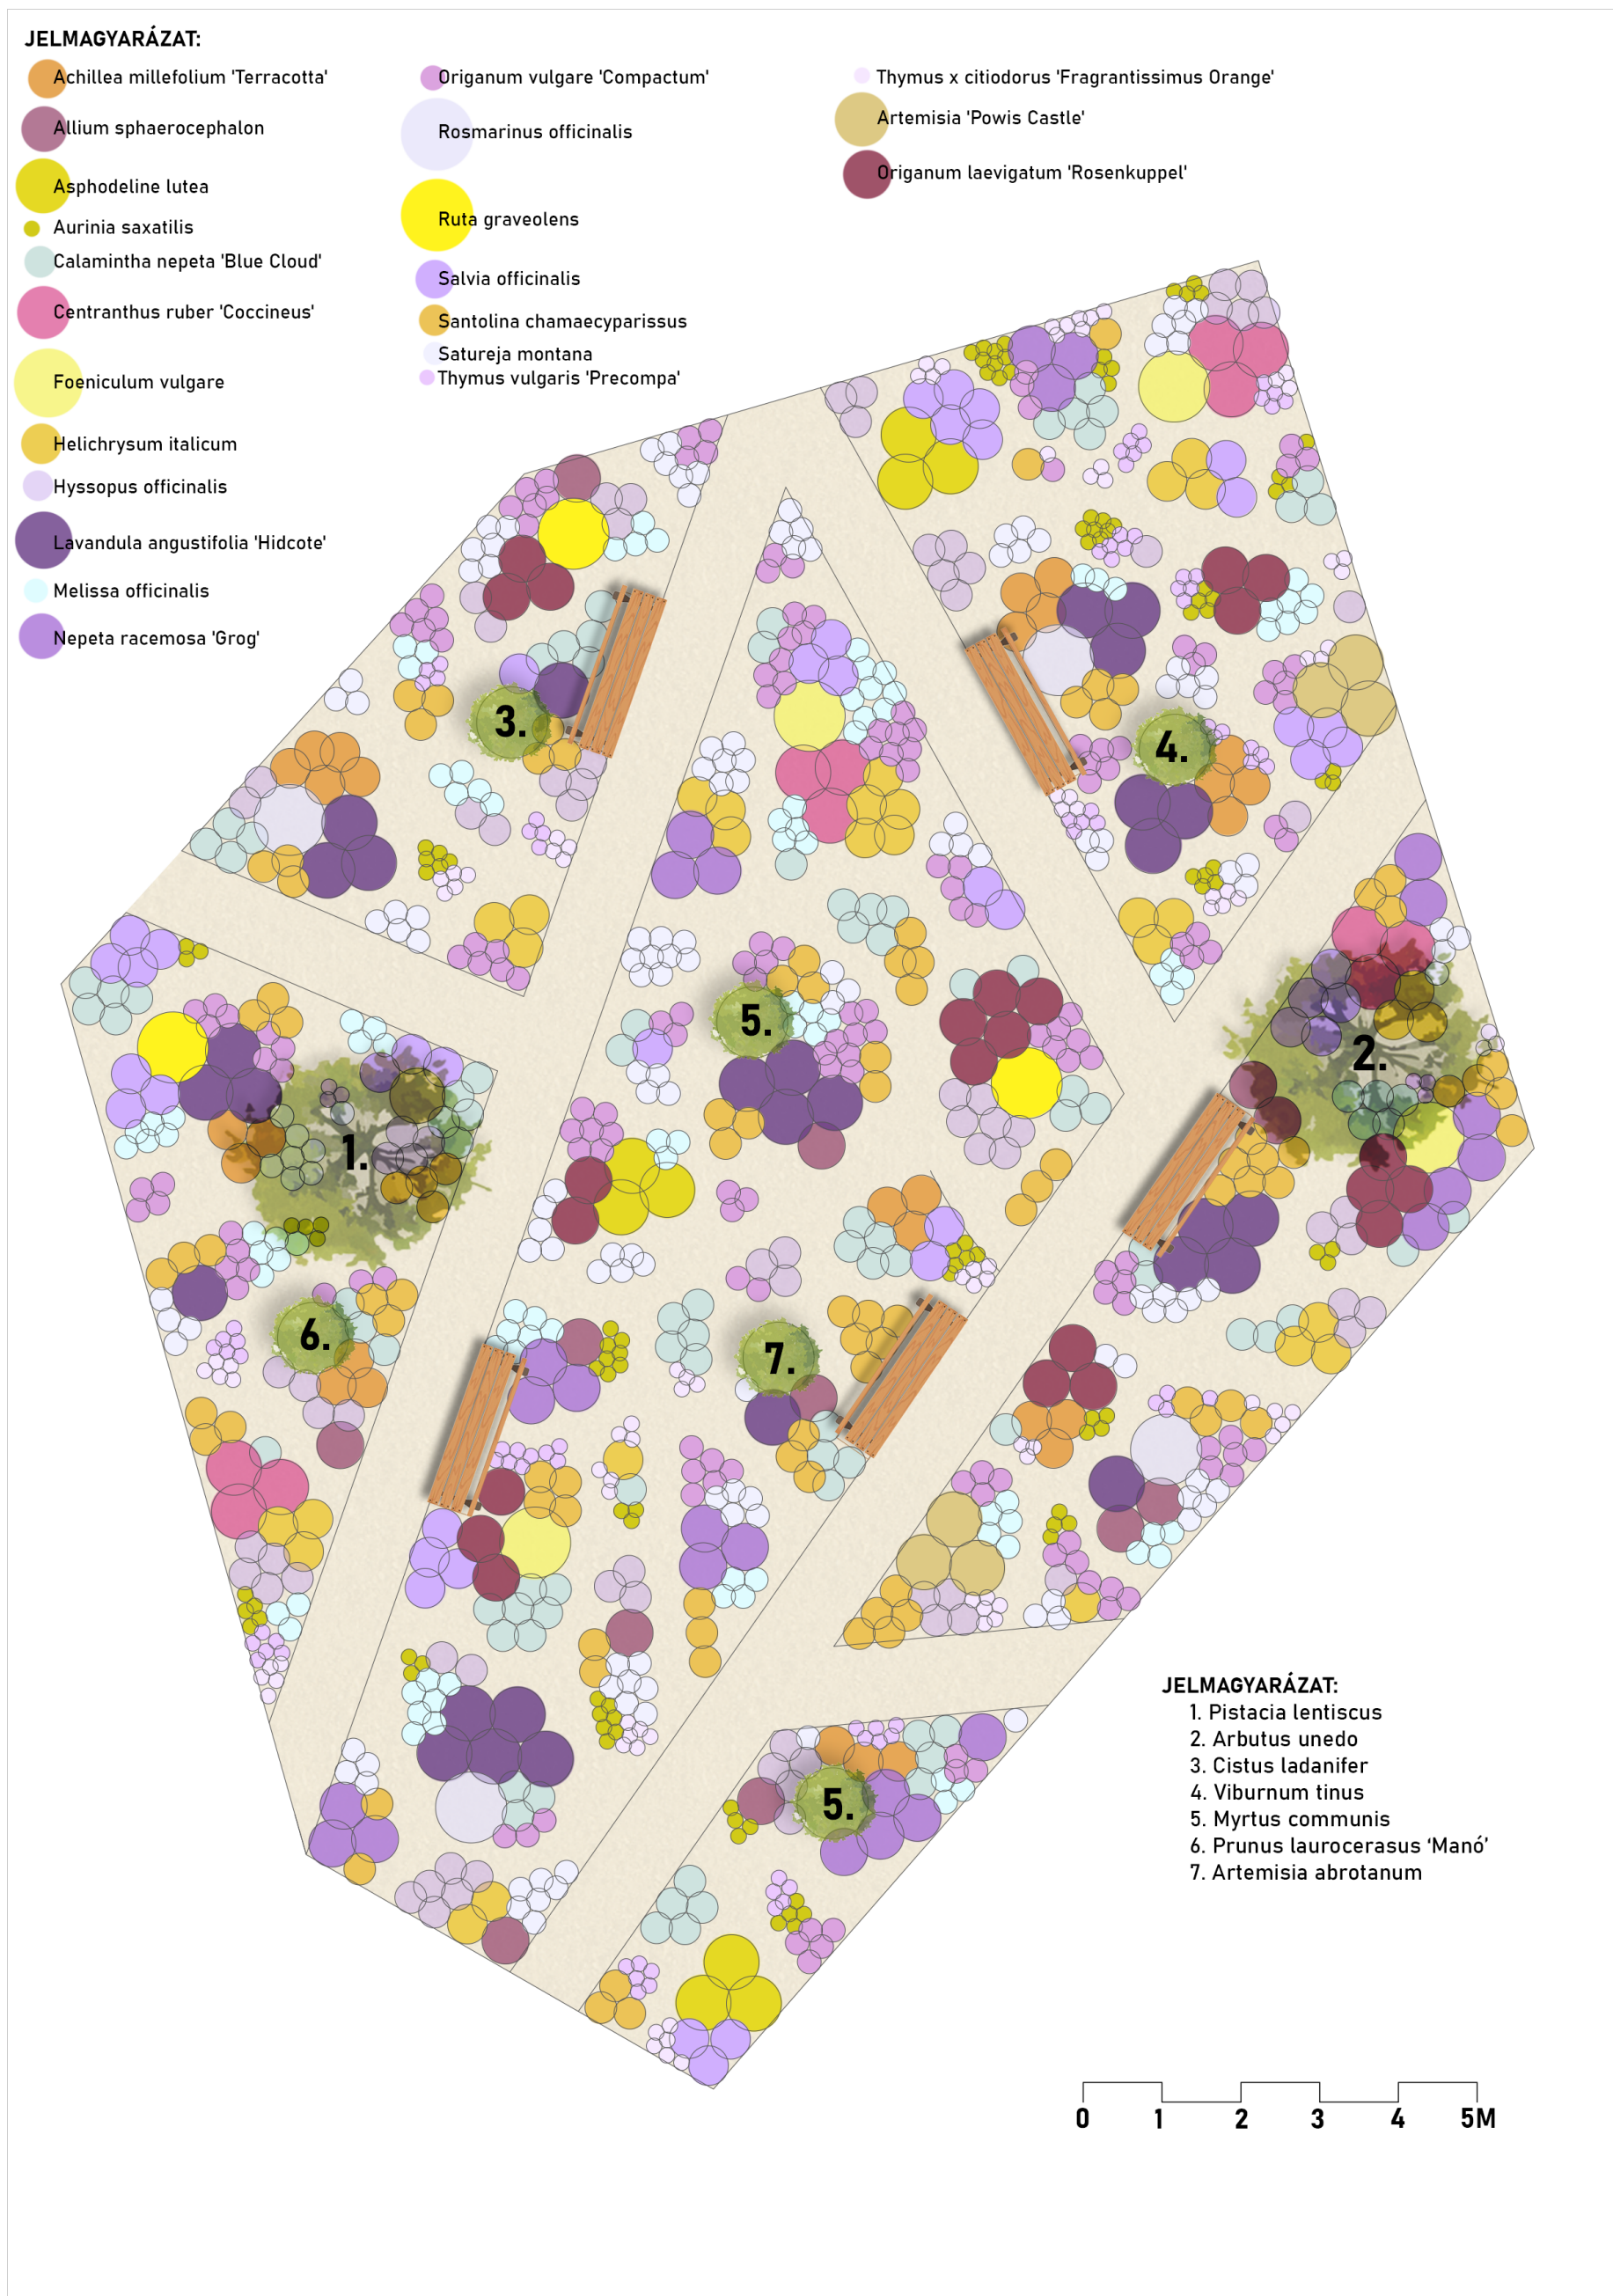 JELMAGYARÁZAT:
Achillea millefolium 'Terracotta'
Allium sphaerocephalon
Asphodeline lutea
Aurinia saxatilis
Calamintha nepeta 'Blue Cloud'
Centranthus ruber 'Coccineus'
Foeniculum vulgare
Helichrysum italicum
Hyssopus officinalis
Lavandula angustifolia 'Hidcote'
Melissa officinalis
Nepeta racemosa 'Grog'
Origanum vulgare 'Compactum'
Rosmarinus officinalis
Ruta graveolens
Salvia officinalis
Santolina chamaecyparissus
Satureja montana
Thymus vulgaris 'Precompa'
Thymus x citiodorus 'Fragrantissimus Orange'
Artemisia 'Powis Castle'
Origanum laevigatum 'Rosenkuppel'
3.
4.
5.
2.
1.
6.
7.
5.
JELMAGYARÁZAT:
1. Pistacia lentiscus
2. Arbutus unedo
3. Cistus ladanifer
4. Viburnum tinus
5. Myrtus communis
6. Prunus laurocerasus ‘Manó’
7. Artemisia abrotanum
0 1 2 3 4 5M